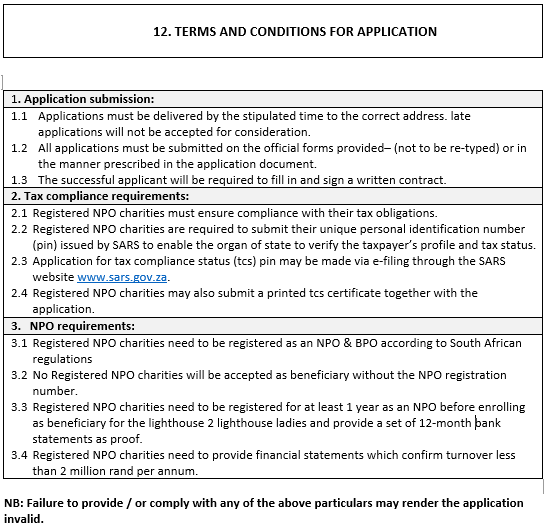 12. TERMS AND CONDITIONS FOR APPLICATION
1. Application submission:
1.1 Applications must be delivered by the stipulated time to the correct address. late
applications will not be accepted for consideration.
1.2 All applications must be submitted on the official forms provided– (not to be re-typed) or in
the manner prescribed in the application document.
1.3 The successful applicant will be required to fill in and sign a written contract.
2. Tax compliance requirements:
2.1 Registered NPO charities must ensure compliance with their tax obligations.
2.2 Registered NPO charities are required to submit their unique personal identification number
(pin) issued by SARS to enable the organ of state to verify the taxpayer's profile and tax status.
2.3 Application for tax compliance status (tcs) pin may be made via e-filing through the SARS
website www.sars.gov.za.
2.4 Registered NPO charities may also submit a printed tcs certificate together with the
application.
3. NPO requirements:
3.1 Registered NPO charities need to be registered as an NPO & BPO according to South African
regulations
3.2 No Registered NPO charities will be accepted as beneficiary without the NPO registration
number.
3.3 Registered NPO charities need to be registered for at least 1 year as an NPO before enrolling
as beneficiary for the lighthouse 2 lighthouse ladies and provide a set of 12-month bank
statements as proof.
3.4 Registered NPO charities need to provide financial statements which confirm turnover less
than 2 million rand per annum.
NB: Failure to provide / or comply with any of the above particulars may render the application
invalid.